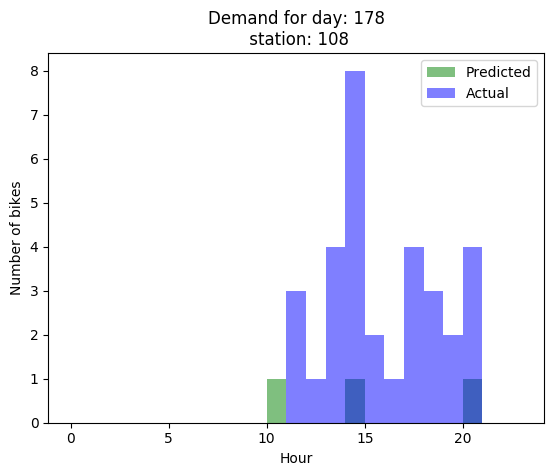 Demand for day: 178
station: 108
Predicted
Actual
Number of bikes
8
7
6
5
4
3
2
1
0
0 5 10 15 20
Hour